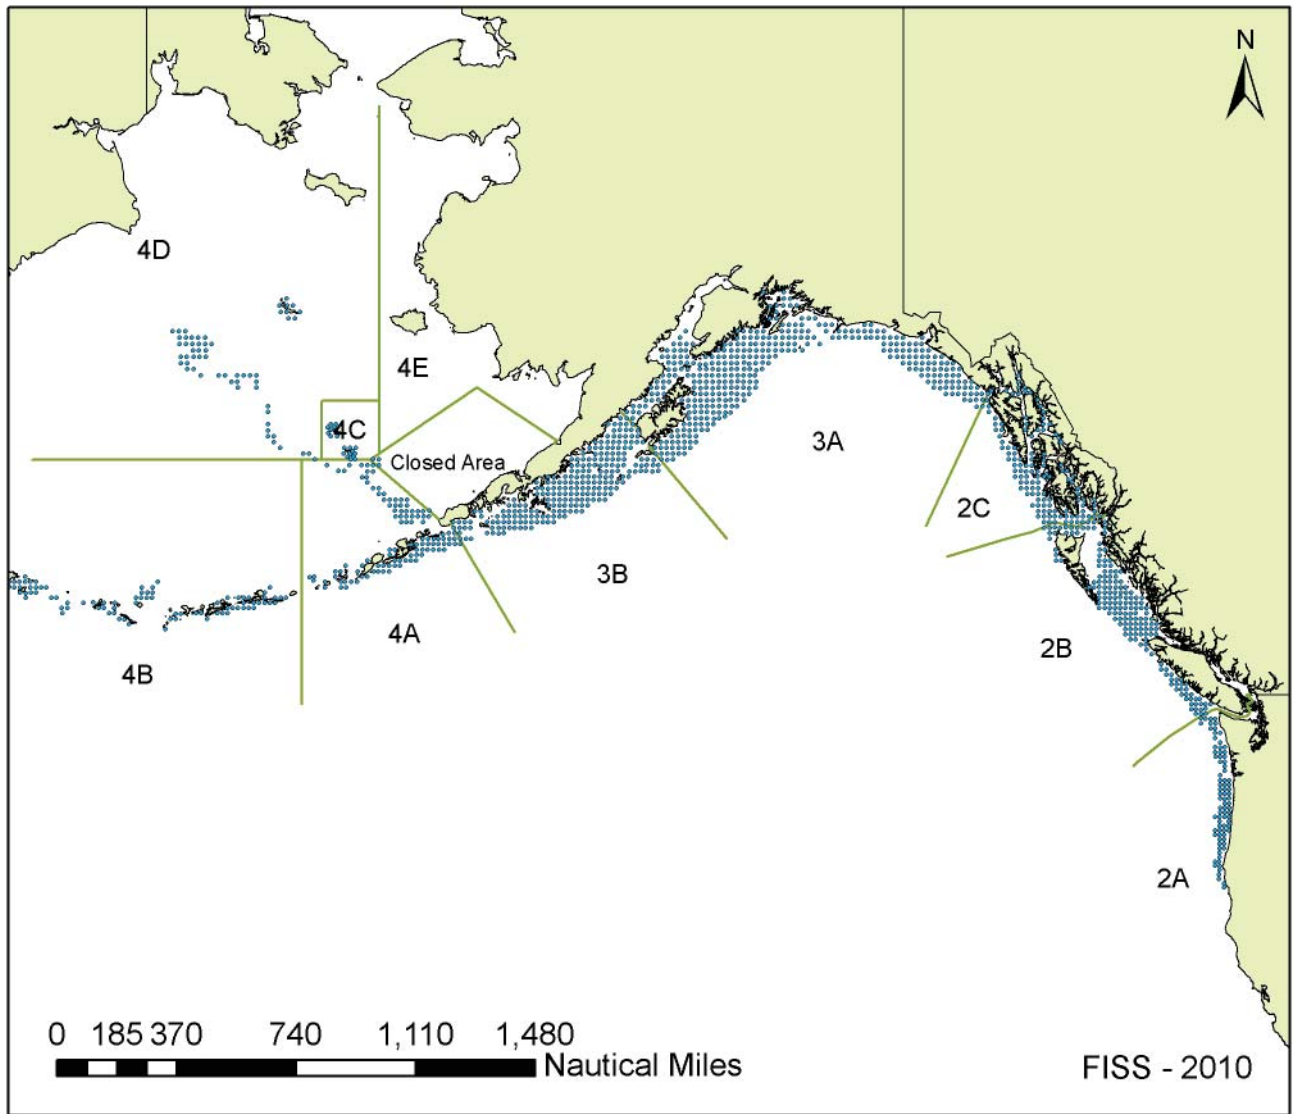 N
4D
4E
4C
Closed Area
3A
2C
3B
4A
2B
4B
2A
0 185 370 740 1,110 1,480
Nautical Miles
FISS - 2010